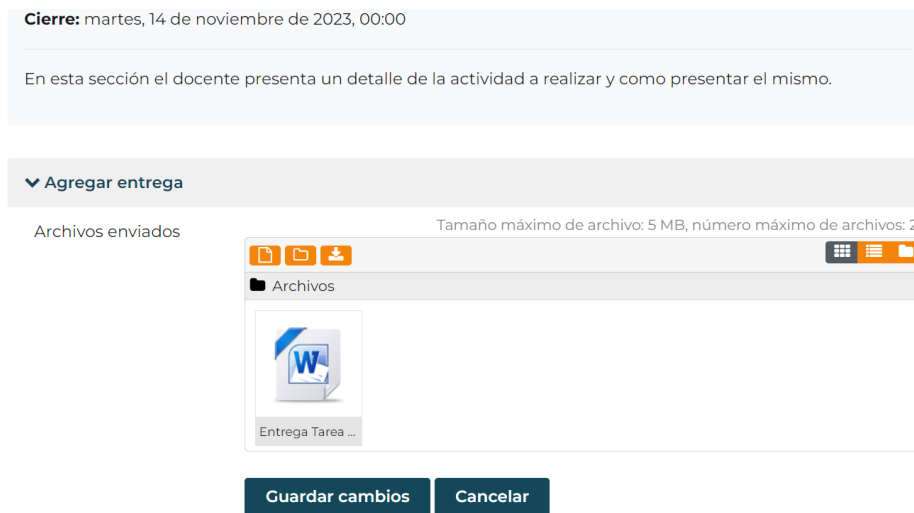 Cierre: martes, 14 de noviembre de 2023, 00:00
En esta sección el docente presenta un detalle de la actividad a realizar y como presentar el mismo.
Agregar entrega
Archivos enviados
Tamaño máximo de archivo: 5 MB, número máximo de archivos: 2
Archivos
W
Entrega Tarea ...
Guardar cambios
Cancelar